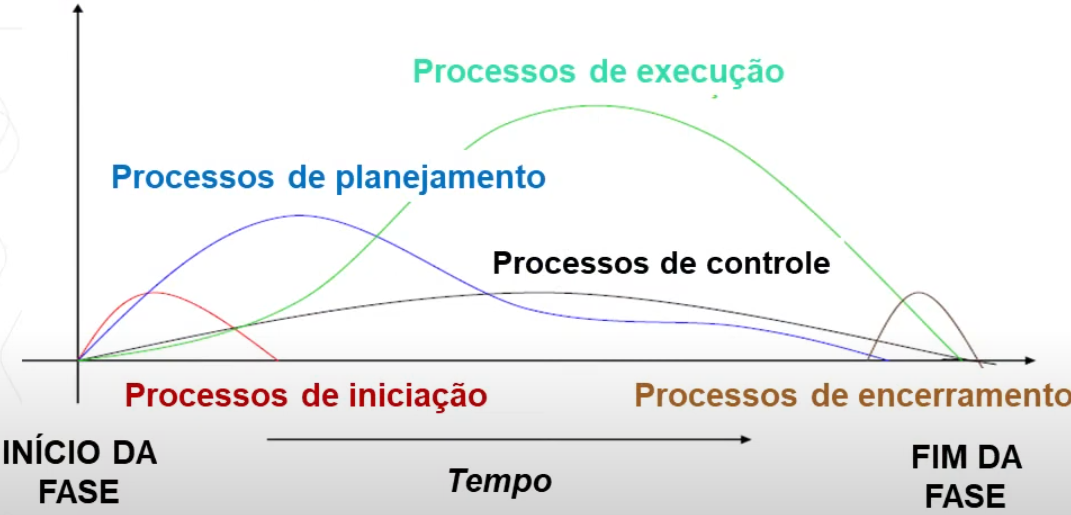 Processos de execução
Processos de planejamento
Processos de controle
Processos de iniciação
Processos de encerramento
INÍCIO DA
FASE
Tempo
FIM DA
FASE